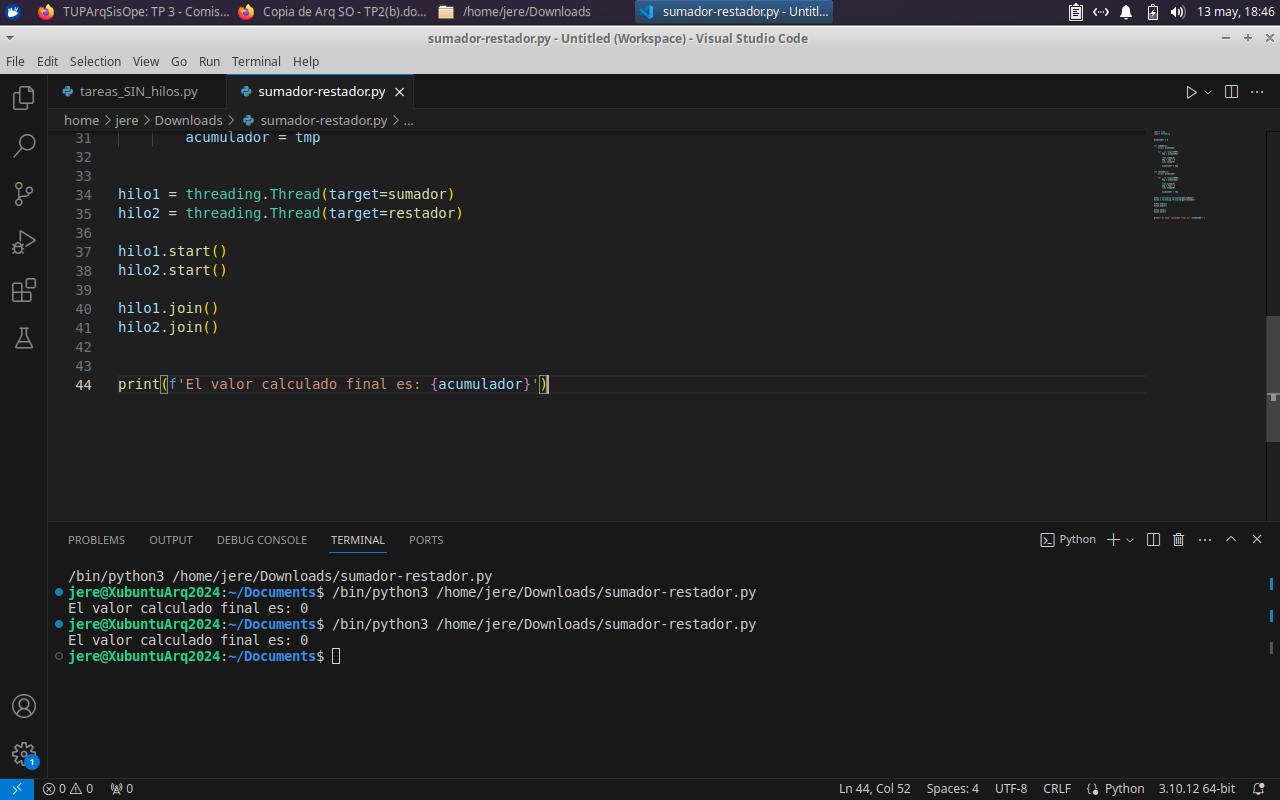 TUPArqSisOpe: TP 3 - Comis... Copia de Arq SO - TP2(b).do... /home/jere/Downloads sumador-restador.py - Untitl... 13 may, 18:46
sumador-restador.py - Untitled (Workspace) - Visual Studio Code
File Edit Selection View Go Run Terminal Help
tareas_SIN_hilos.py sumador-restador.py
home > jere > Downloads > sumador-restador.py > ...
31 acumulador = tmp
32
33
34 hilo1 = threading.Thread(target=sumador)
35 hilo2 = threading.Thread(target=restador)
36
37 hilo1.start()
38 hilo2.start()
39
40 hilo1.join()
41 hilo2.join()
42
43
44 print(f'El valor calculado final es: {acumulador}')
PROBLEMS OUTPUT DEBUG CONSOLE TERMINAL PORTS Python
/bin/python3 /home/jere/Downloads/sumador-restador.py
jere@XubuntuArq2024:~/Documents$ /bin/python3 /home/jere/Downloads/sumador-restador.py
El valor calculado final es: 0
jere@XubuntuArq2024:~/Documents$ /bin/python3 /home/jere/Downloads/sumador-restador.py
El valor calculado final es: 0
jere@XubuntuArq2024:~/Documents$
1
0 0 0 Ln 44, Col 52 Spaces: 4 UTF-8 CRLF Python 3.10.12 64-bit